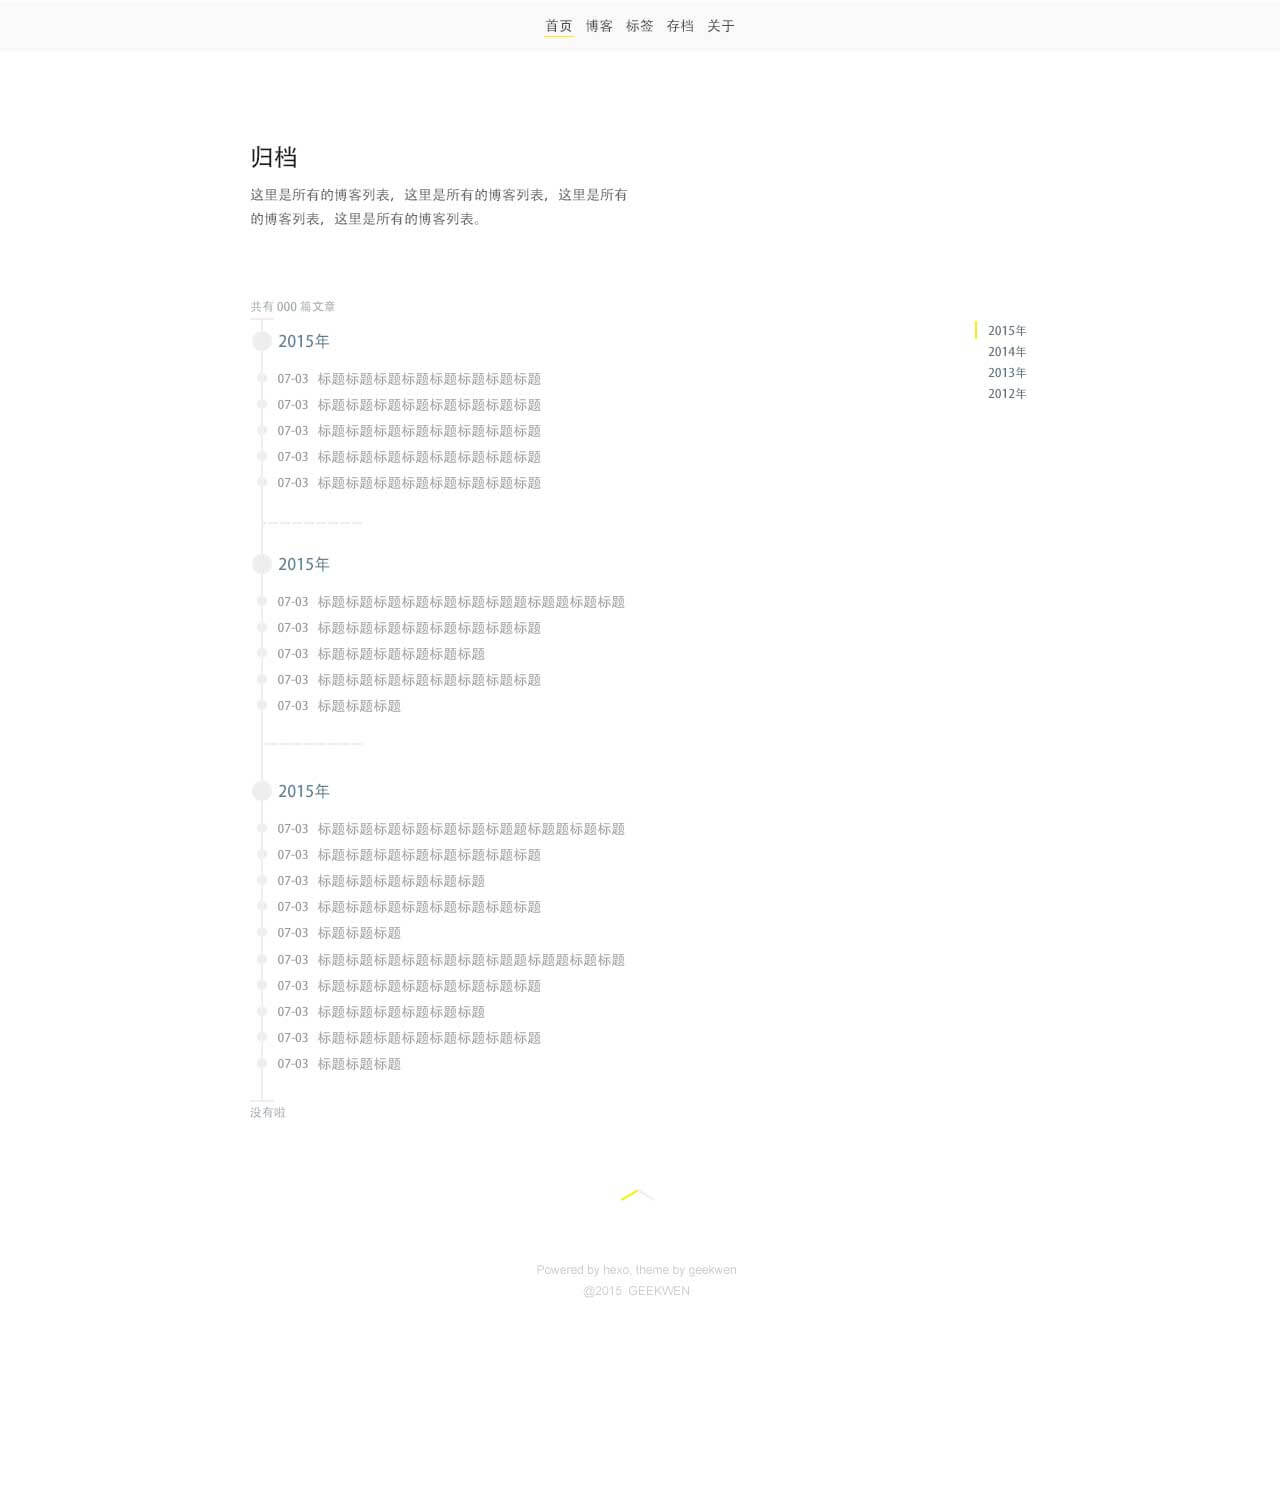 首页 博客 标签 存档 关于
归档
这里是所有的博客列表，这里是所有的博客列表，这里是所有
的博客列表，这里是所有的博客列表。
共有 000 篇文章
2015年
07-03 标题标题标题标题标题标题标题标题
07-03 标题标题标题标题标题标题标题标题
07-03 标题标题标题标题标题标题标题标题
07-03 标题标题标题标题标题标题标题标题
07-03 标题标题标题标题标题标题标题标题
2015年
07-03 标题标题标题标题标题标题标题题标题题标题标题
07-03 标题标题标题标题标题标题标题标题
07-03 标题标题标题标题标题标题
07-03 标题标题标题标题标题标题标题标题
07-03 标题标题标题
2015年
07-03 标题标题标题标题标题标题标题题标题题标题标题
07-03 标题标题标题标题标题标题标题标题
07-03 标题标题标题标题标题标题
07-03 标题标题标题标题标题标题标题标题
07-03 标题标题标题
07-03 标题标题标题标题标题标题标题题标题题标题标题
07-03 标题标题标题标题标题标题标题标题
07-03 标题标题标题标题标题标题
07-03 标题标题标题标题标题标题标题标题
07-03 标题标题标题
没有啦
2015年
2014年
2013年
2012年
Powered by hexo, theme by geekwen
@2015 GEEKWEN